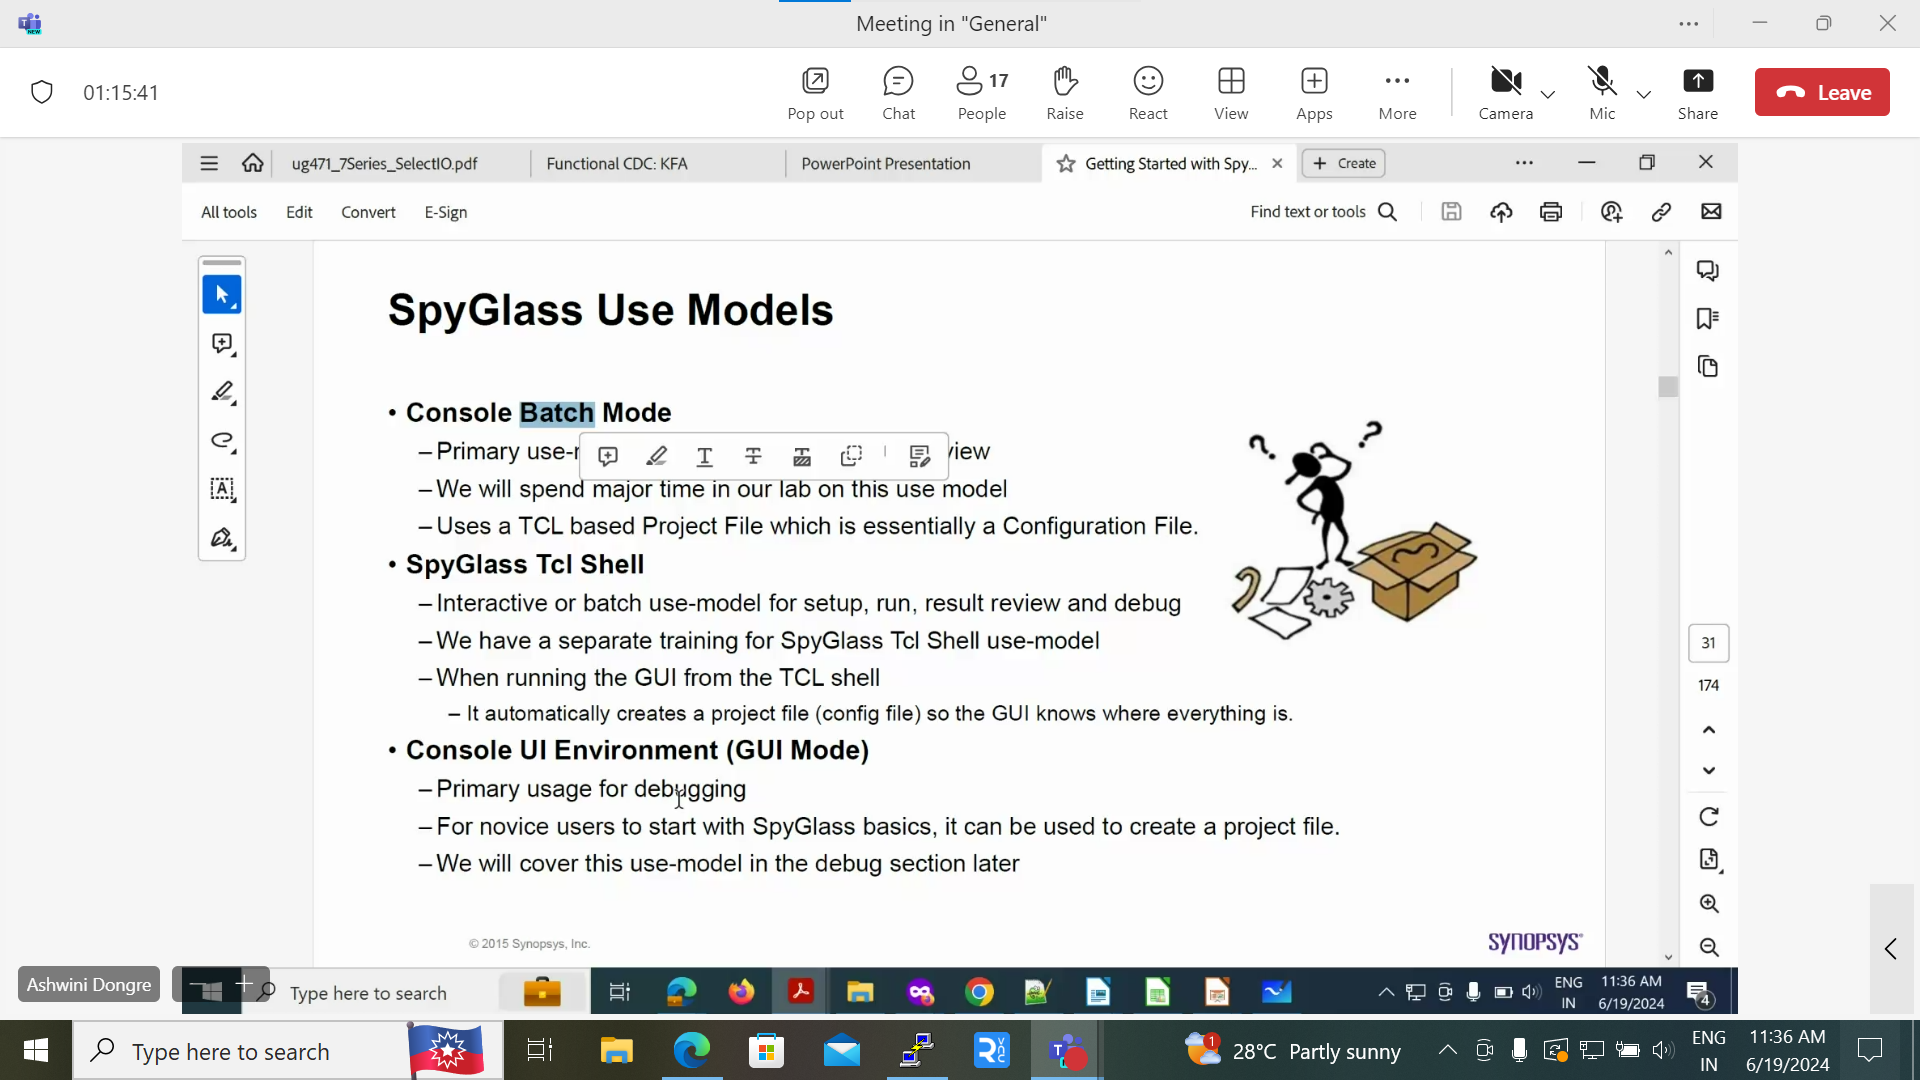 NEW
Meeting in "General"
01:15:41
17
Pop out
Chat
People
Raise
React
View
Apps
More
Camera
Mic
Share
Leave
ug471_7Series_SelectIO.pdf
Functional CDC: KFA
PowerPoint Presentation
Getting Started with Spy...
Create
All tools
Edit
Convert
E-Sign
Find text or tools
SpyGlass Use Models
• Console Batch Mode
– Primary use-
– We will spend major time in our lab on this use model
– Uses a TCL based Project File which is essentially a Configuration File.
• SpyGlass Tcl Shell
– Interactive or batch use-model for setup, run, result review and debug
– We have a separate training for SpyGlass Tcl Shell use-model
– When running the GUI from the TCL shell
– It automatically creates a project file (config file) so the GUI knows where everything is.
• Console UI Environment (GUI Mode)
– Primary usage for debugging
– For novice users to start with SpyGlass basics, it can be used to create a project file.
– We will cover this use-model in the debug section later
31
174
© 2015 Synopsys, Inc.
SYNOPSYS
Ashwini Dongre
Type here to search
ENG
IN
11:36 AM
6/19/2024
4
Type here to search
1
28°C Partly sunny
ENG
IN
11:36 AM
6/19/2024